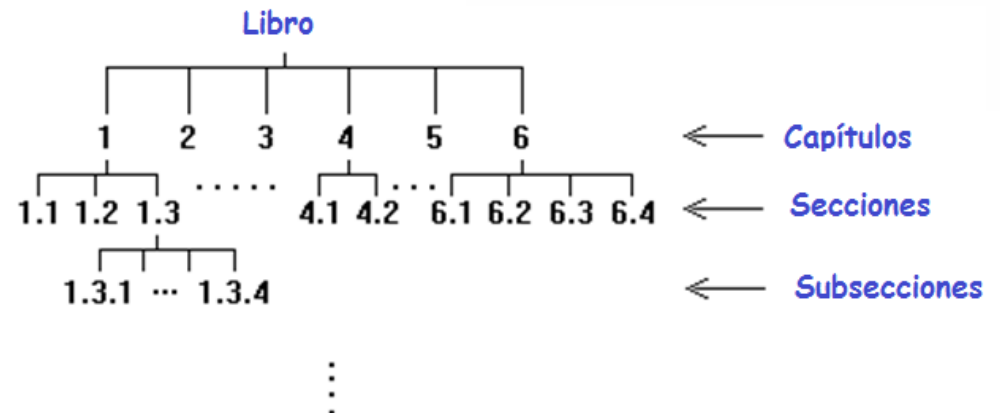 Libro
1 2 3 4 5 6 Capítulos
..... ...
1.1 1.2 1.3 4.1 4.2 6.1 6.2 6.3 6.4 Secciones
1.3.1 ... 1.3.4 Subsecciones